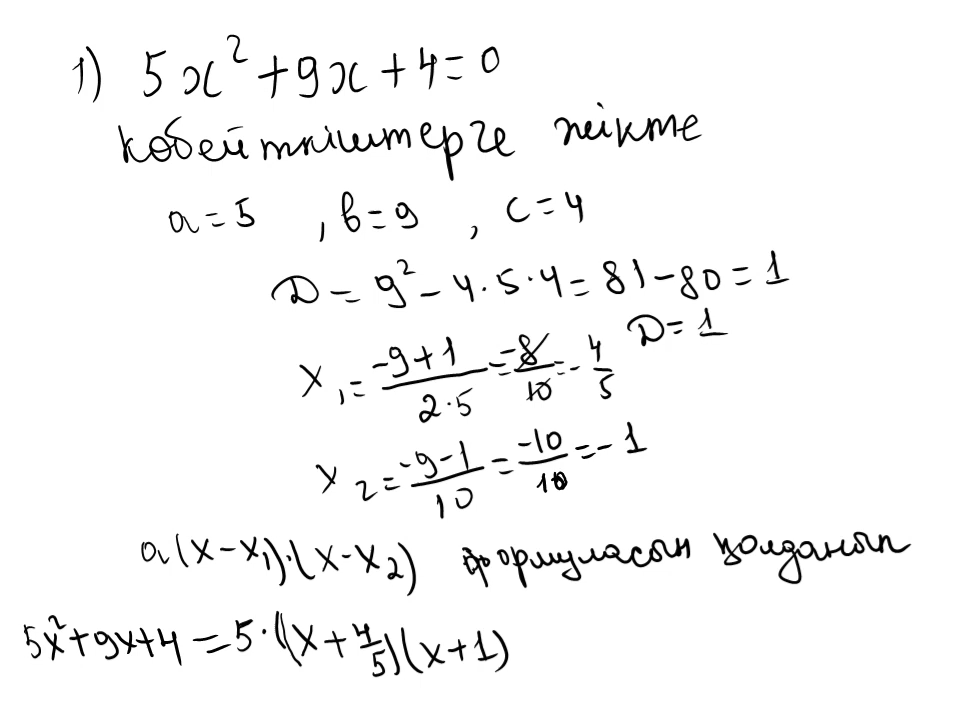 1) 5x² + 9x + 4 = 0
көбейткіштерге жікте
a = 5 , b = 9 , c = 4
D = 9² - 4·5·4 = 81 - 80 = 1
D = 1
x₁ = (-9+1)/(2·5) = -8/10 = -4/5
x₂ = (-9-1)/10 = -10/10 = -1
a(x-x₁)·(x-x₂) формуласын қолданып
5x² + 9x + 4 = 5·((x + 4/5)(x+1)